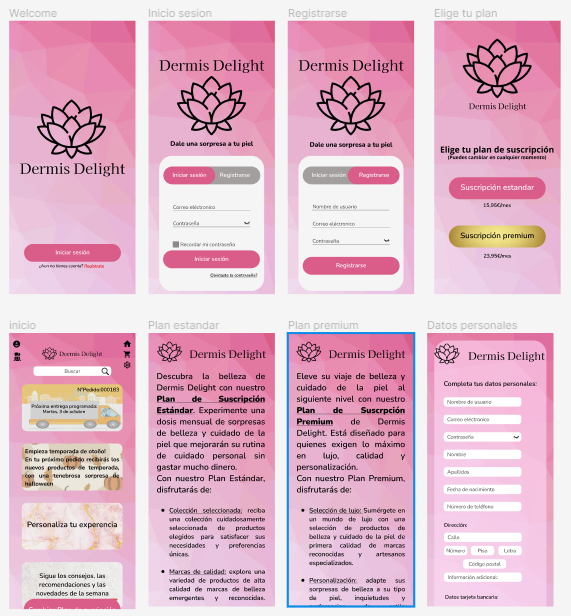 Welcome
Dermis Delight
Iniciar sesión
¿Aun no tienes cuenta? Registrate
Inicio sesion
Dermis Delight
Dale una sorpresa a tu piel
Iniciar sesión
Registrarse
Correo eléctronico
Contraseña
Recordar mi contraseña
Iniciar sesión
Olvidaste la contraseña?
Registrarse
Dermis Delight
Dale una sorpresa a tu piel
Iniciar sesión
Registrarse
Nombre de usuario
Correo eléctronico
Contraseña
Registrarse
Elige tu plan
Dermis Delight
Elige tu plan de suscripción
(Puedes cambiar en cualquier momento)
Suscripción estandar
15,95€/mes
Suscripción premium
23,95€/mes
inicio
Dermis Delight
Buscar
NºPedido:000183
Próxima entrega programada:
Martes, 3 de octubre
Empieza temporada de otoño!
En tu próximo pedido recibirás los
nuevos productos de temporada,
con una tenebrosa sorpresa de
halloween
Personaliza tu experencia
Sigue los consejos, las
recomendaciones y las
novedades de la semana
Plan estandar
Dermis Delight
Descubra la belleza de
Dermis Delight con nuestro
Plan de Suscripción
Estándar. Experimente una
dosis mensual de sorpresas
de belleza y cuidado de la
piel que mejorarán su rutina
de cuidado personal sin
gastar mucho dinero.
Con nuestro Plan Estándar,
disfrutarás de:
Colección seleccionada: reciba
una colección cuidadosamente
seleccionada de productos
elegidos para satisfacer sus
necesidades y preferencias
únicas.
Marcas de calidad: explore una
variedad de productos de alta
calidad de marcas de belleza
emergentes y reconocidas.
Plan premium
Dermis Delight
Eleve su viaje de belleza y
cuidado de la piel al
siguiente nivel con nuestro
Plan de Suscrpción
Premium de Dermis
Delight. Está diseñado para
quienes exigen lo máximo
en lujo, calidad y
personalización.
Con nuestro Plan Premium,
disfrutarás de:
Selección de lujo: Sumérgete en
un mundo de lujo con una
selección de productos de
belleza y cuidado de la piel de
primera calidad de marcas
reconocidas y artesanos
especializados.
Personalización: adapte sus
sorpresas de belleza a su tipo
de piel, inquietudes y
Datos personales
Dermis Delight
Completa tus datos personales:
Nombre de usuario
Correo electronico
Contraseña
Nombre
Apellidos
Fecha de nacimiento
Número de teléfono
Dirección:
Calle
Número
Piso
Letra
Código postal
Información adicional:
Datos tarjeta bancaria: